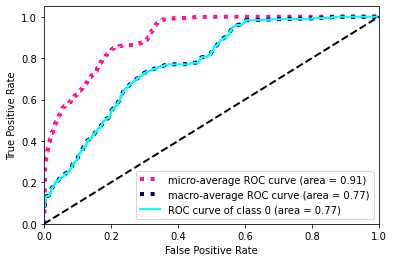 1.0
0.8
0.6
0.4
0.2
0.0
True Positive Rate
micro-average ROC curve (area = 0.91)
macro-average ROC curve (area = 0.77)
ROC curve of class 0 (area = 0.77)
0.0 0.2 0.4 0.6 0.8 1.0
False Positive Rate